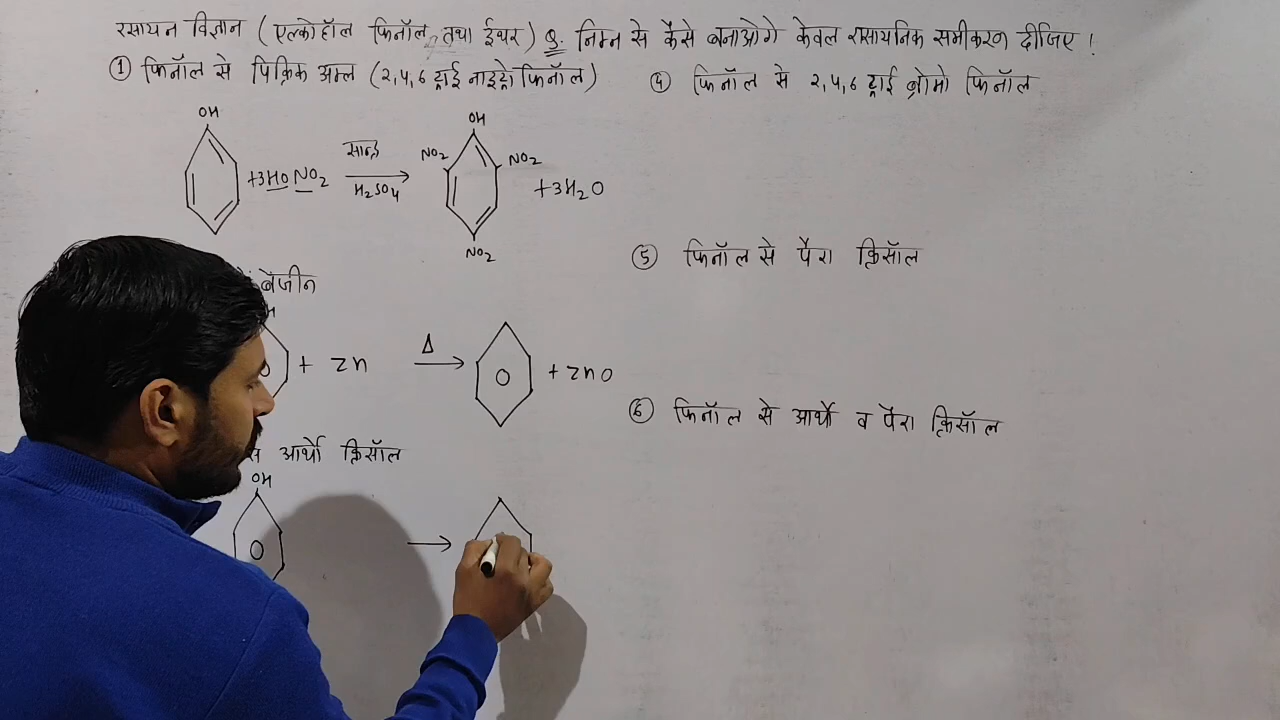 रसायन विज्ञान (एल्कोहॉल फिनॉल तथा ईथर) Q. निम्न से कैसे बनाओगे केवल रासायनिक समीकरण दीजिए !
① फिनॉल से पिक्रिक अम्ल (2,4,6 ट्राई नाइट्रो फिनॉल)
OH
+3HO NO2
सान्द्र
H2SO4
OH
NO2
NO2
NO2
+3H2O
बेंजीन
+ Zn
Δ
+ ZnO
से आर्थो क्रिसॉल
OH
④ फिनॉल से 2,4,6 ट्राई ब्रोमो फिनॉल
⑤ फिनॉल से पैरा क्रिसॉल
⑥ फिनॉल से आर्थो व पैरा क्रिसॉल